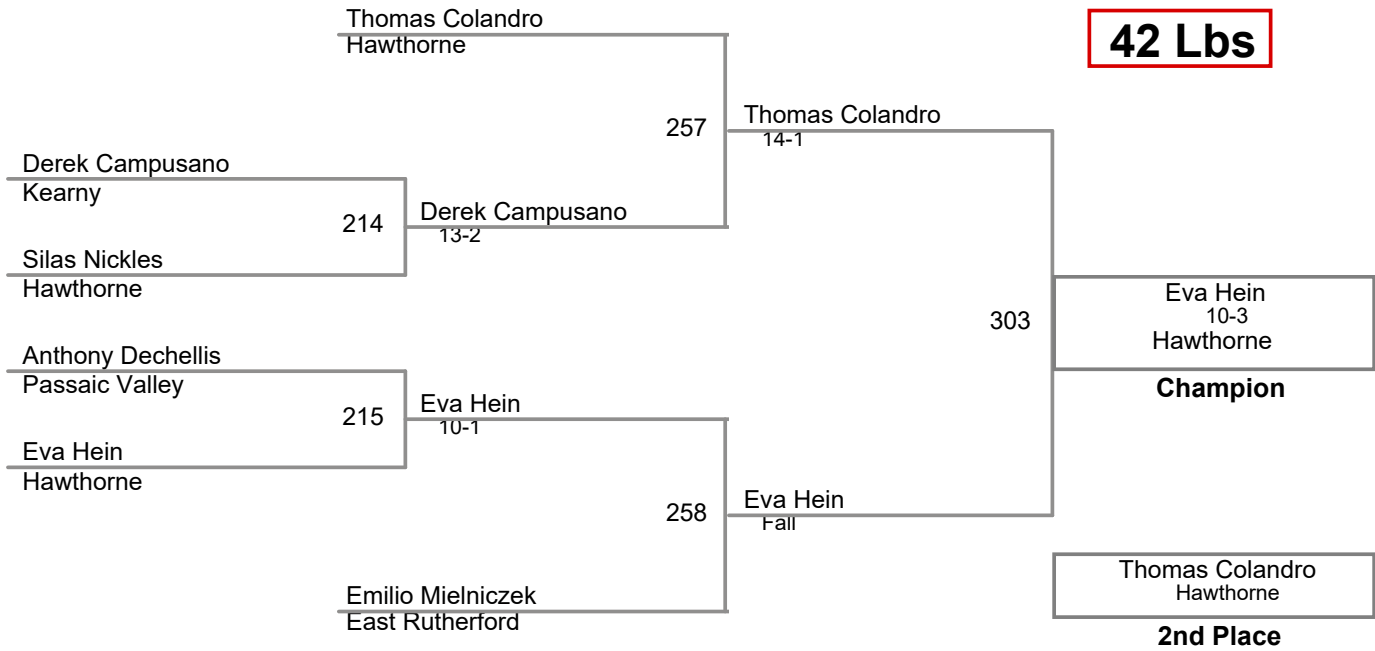 Thomas Colandro
Hawthorne
42 Lbs
257
Thomas Colandro
14-1
Derek Campusano
Kearny
214
Derek Campusano
13-2
Silas Nickles
Hawthorne
303
Eva Hein
10-3
Hawthorne
Champion
Anthony Dechellis
Passaic Valley
215
Eva Hein
10-1
Eva Hein
Hawthorne
258
Eva Hein
Fall
Emilio Mielniczek
East Rutherford
Thomas Colandro
Hawthorne
2nd Place